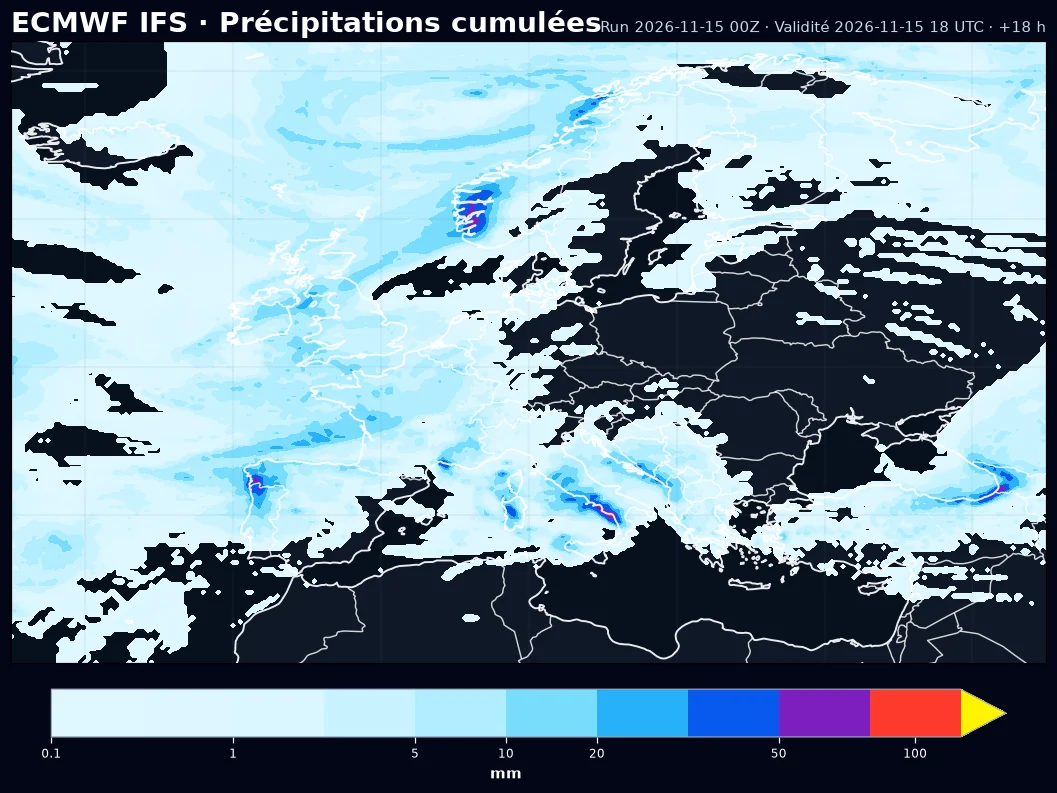 ECMWF IFS · Précipitations cumulées Run 2026-11-15 00Z · Validité 2026-11-15 18 UTC · +18 h
0.1 1 5 10 20 50 100
mm